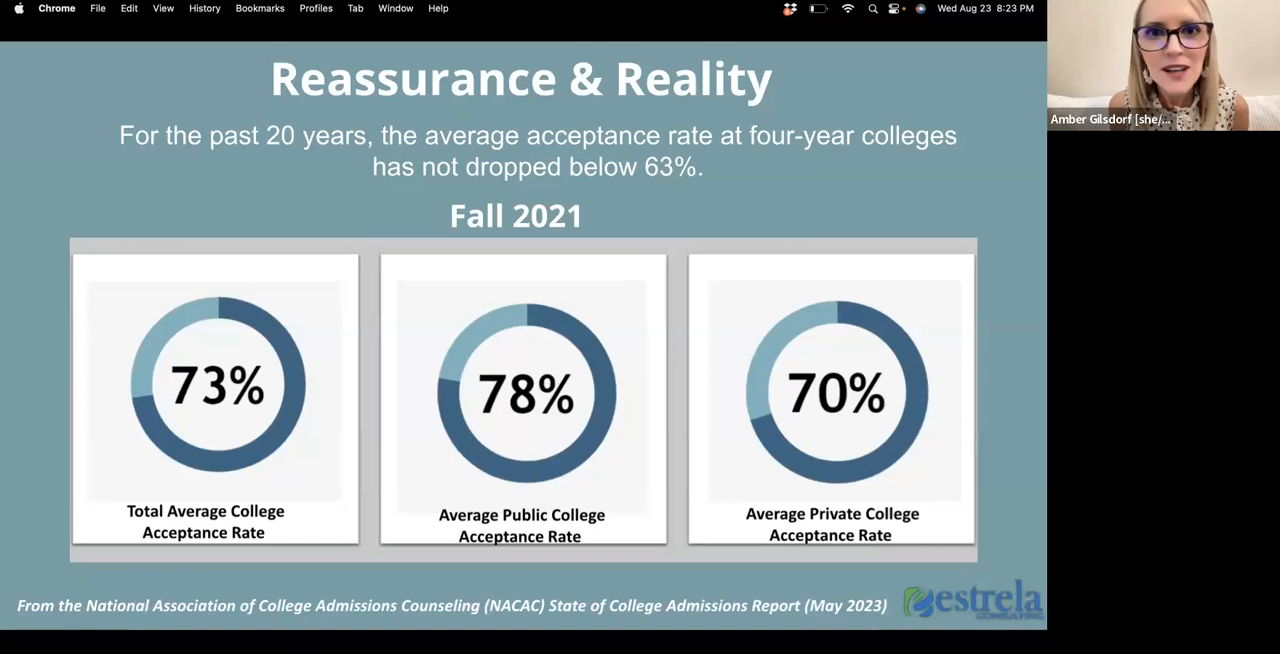 Chrome File Edit View History Bookmarks Profiles Tab Window Help Wed Aug 23 8:23 PM
Amber Gilsdorf [she/...
Reassurance & Reality
For the past 20 years, the average acceptance rate at four-year colleges
has not dropped below 63%.
Fall 2021
73%
Total Average College
Acceptance Rate
78%
Average Public College
Acceptance Rate
70%
Average Private College
Acceptance Rate
From the National Association of College Admissions Counseling (NACAC) State of College Admissions Report (May 2023)
estrela
CONSULTING